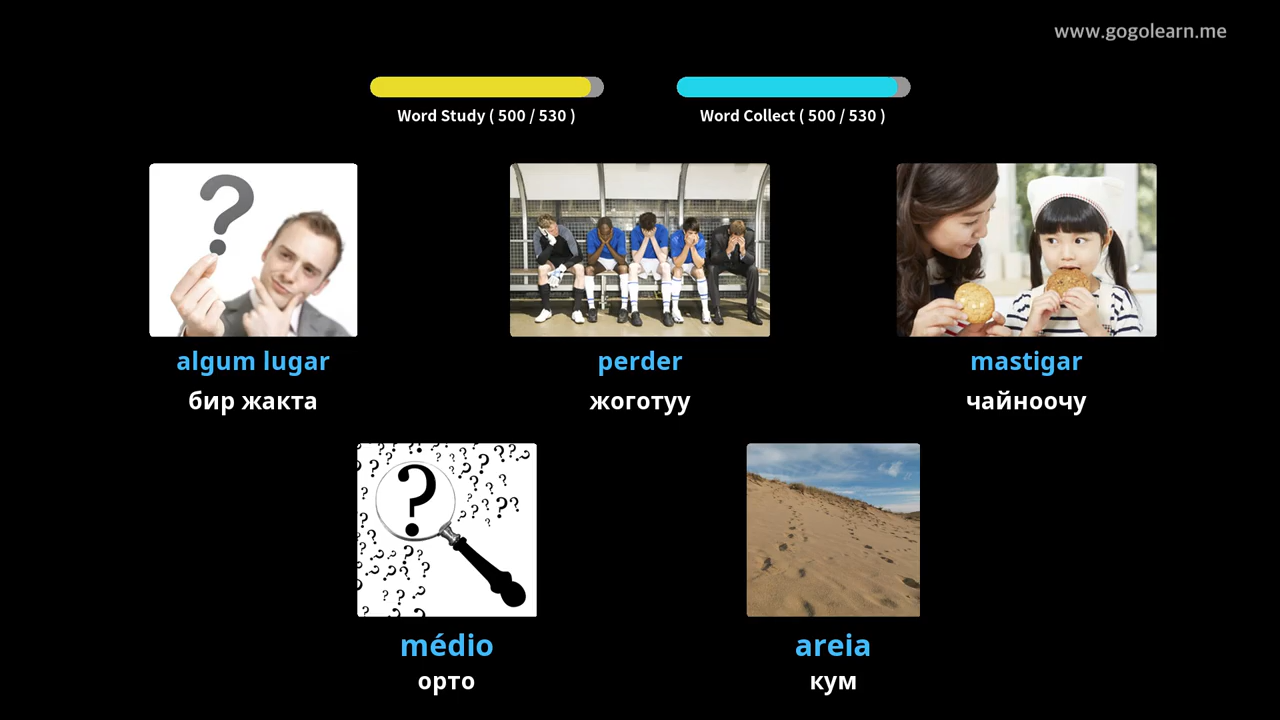 www.gogolearn.me
Word Study ( 500 / 530 )
Word Collect ( 500 / 530 )
algum lugar
бир жакта
perder
жоготуу
mastigar
чайноочу
médio
орто
areia
кум